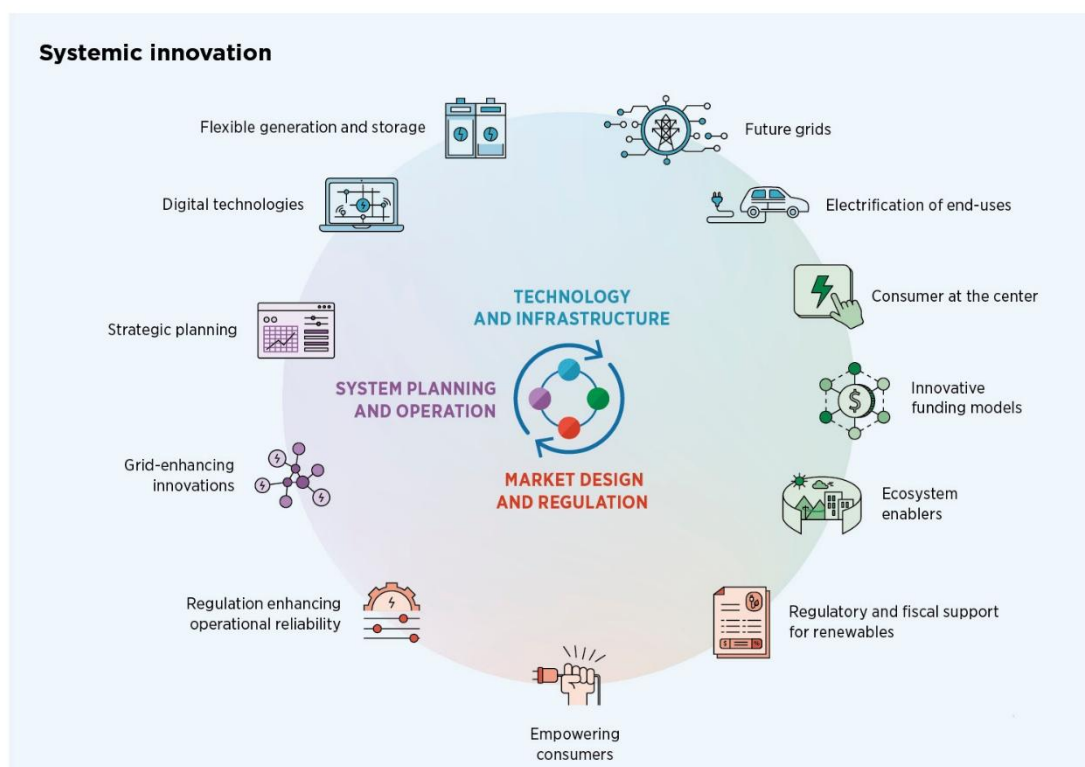 Systemic innovation
Flexible generation and storage
Future grids
Digital technologies
Electrification of end-uses
Consumer at the center
Strategic planning
TECHNOLOGY
AND INFRASTRUCTURE
SYSTEM PLANNING
AND OPERATION
MARKET DESIGN
AND REGULATION
Innovative
funding models
Grid-enhancing
innovations
Ecosystem
enablers
Regulation enhancing
operational reliability
Regulatory and fiscal support
for renewables
Empowering
consumers
$